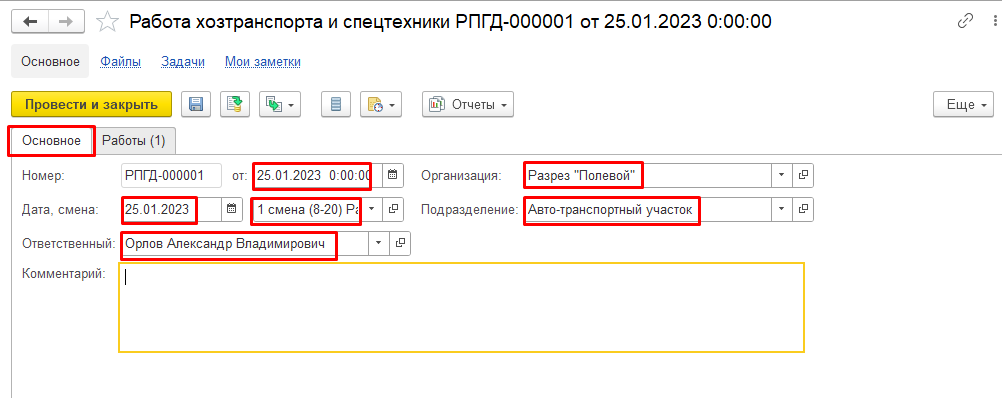 Работа хозтранспорта и спецтехники РПГД-000001 от 25.01.2023 0:00:00
Основное Файлы Задачи Мои заметки
Провести и закрыть Отчеты Еще
Основное Работы (1)
Номер: РПГД-000001 от: 25.01.2023 0:00:00 Организация: Разрез "Полевой"
Дата, смена: 25.01.2023 1 смена (8-20) Ра Подразделение: Авто-транспортный участок
Ответственный: Орлов Александр Владимирович
Комментарий: